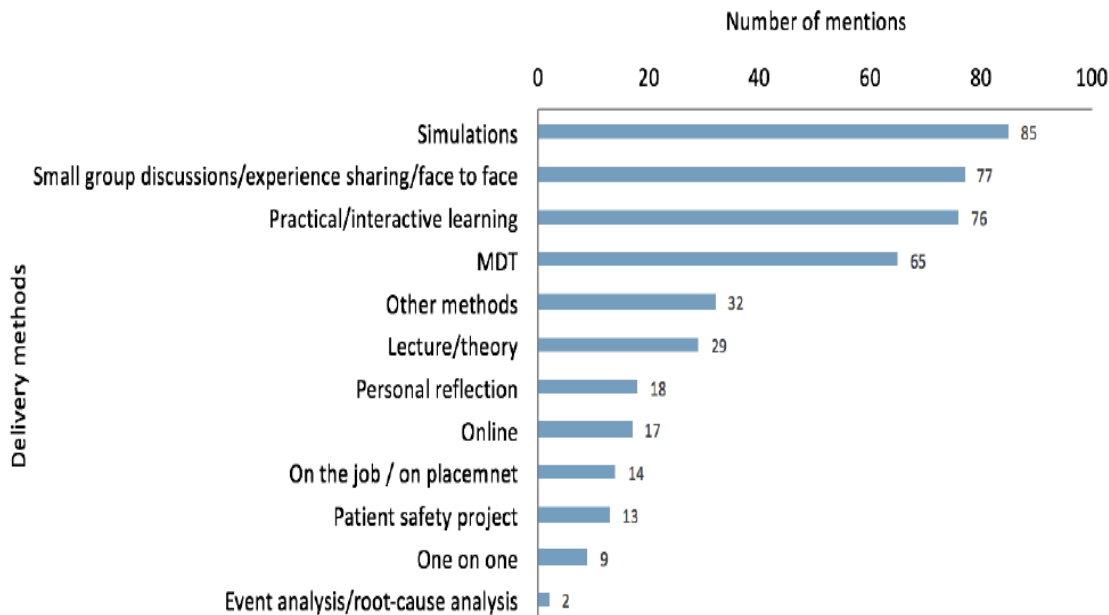 Number of mentions
0 20 40 60 80 100
Simulations 85
Small group discussions/experience sharing/face to face 77
Practical/interactive learning 76
MDT 65
Other methods 32
Lecture/theory 29
Personal reflection 18
Online 17
On the job / on placemnet 14
Patient safety project 13
One on one 9
Event analysis/root-cause analysis 2
Delivery methods